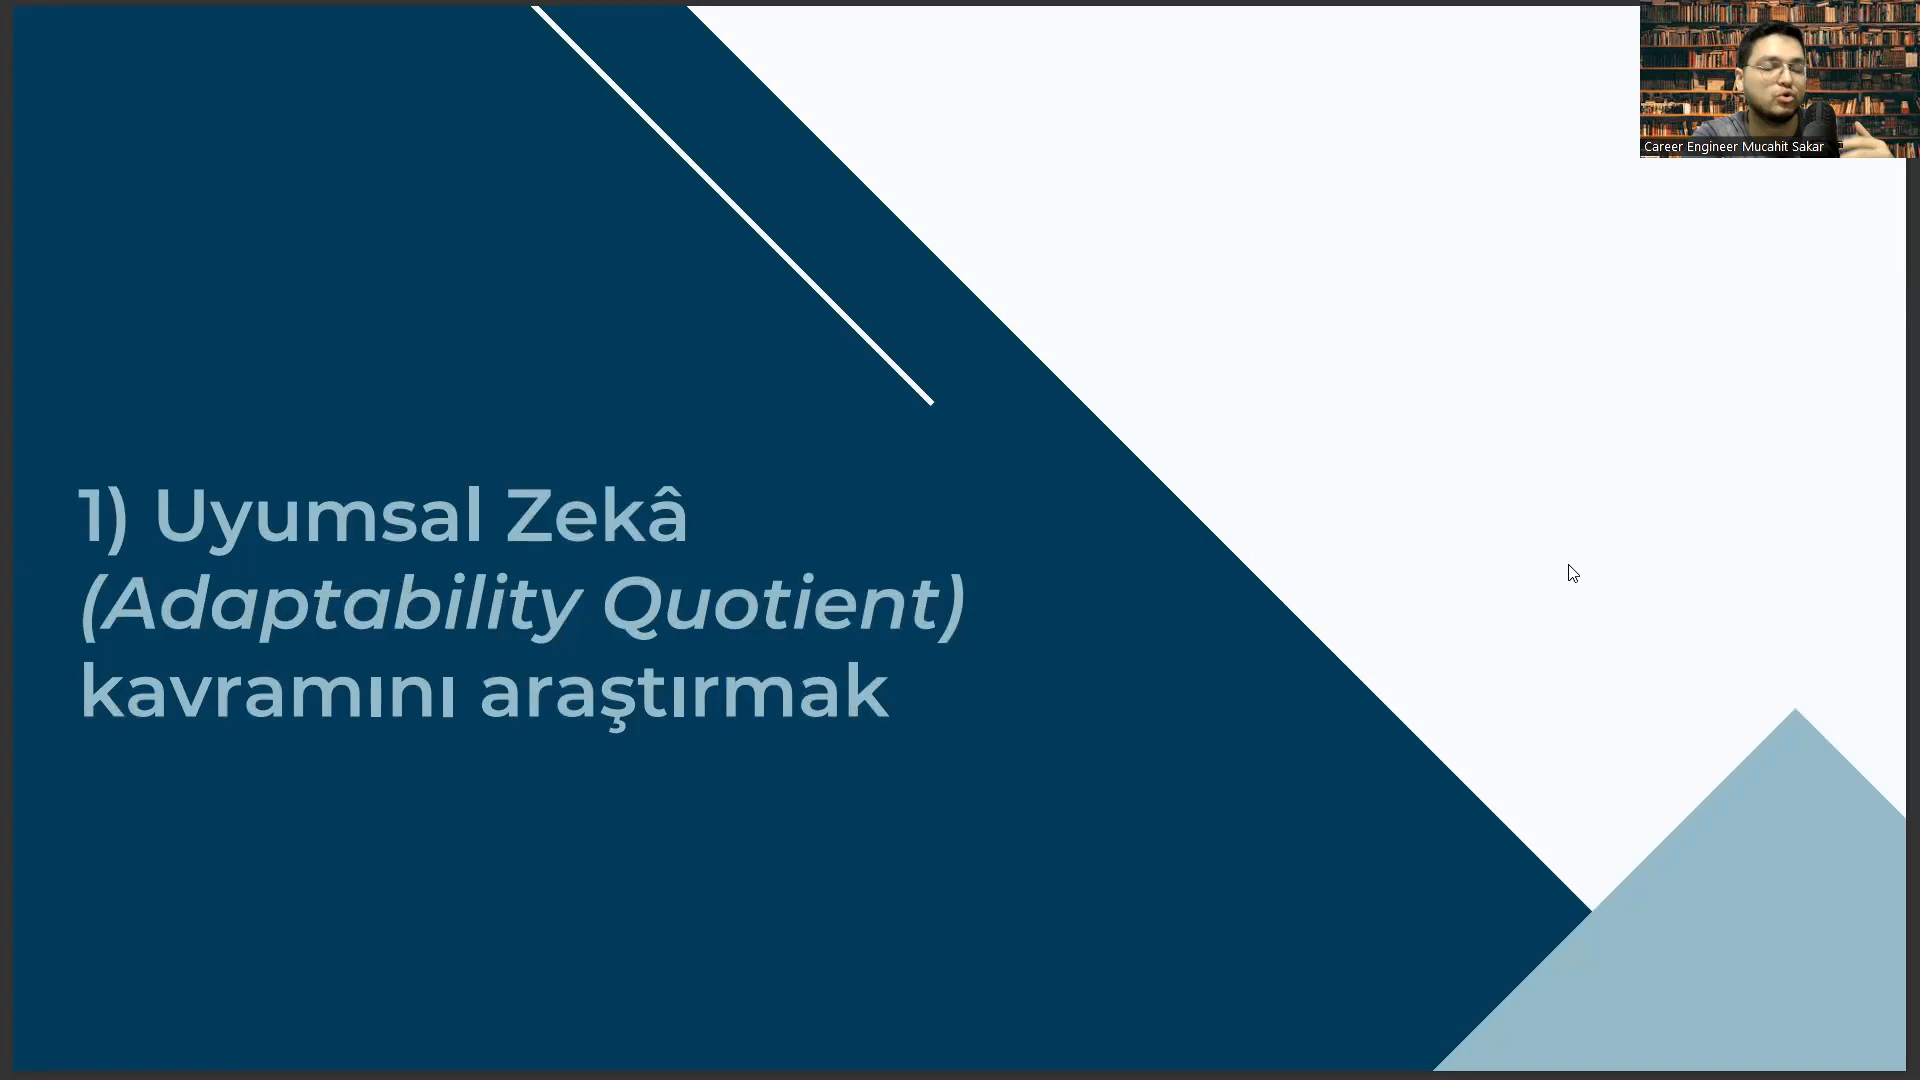 Career Engineer Mucahit Sakar
1) Uyumsal Zekâ
(Adaptability Quotient)
kavramını araştırmak